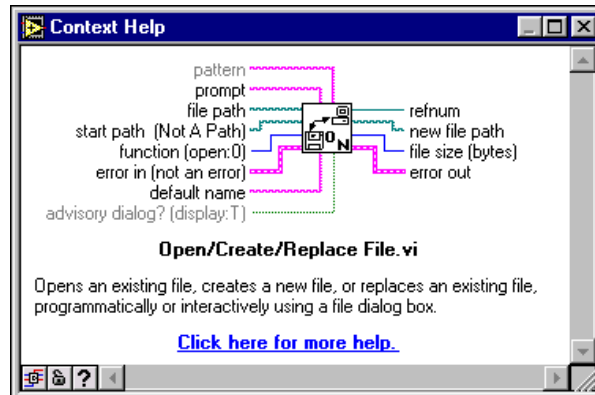 Context Help
pattern
prompt
file path
refnum
start path (Not A Path)
new file path
function (open:0)
file size (bytes)
error in (not an error)
error out
default name
advisory dialog? (display:T)
O
N
Open/Create/Replace File.vi
Opens an existing file, creates a new file, or replaces an existing file,
programmatically or interactively using a file dialog box.
Click here for more help.
?